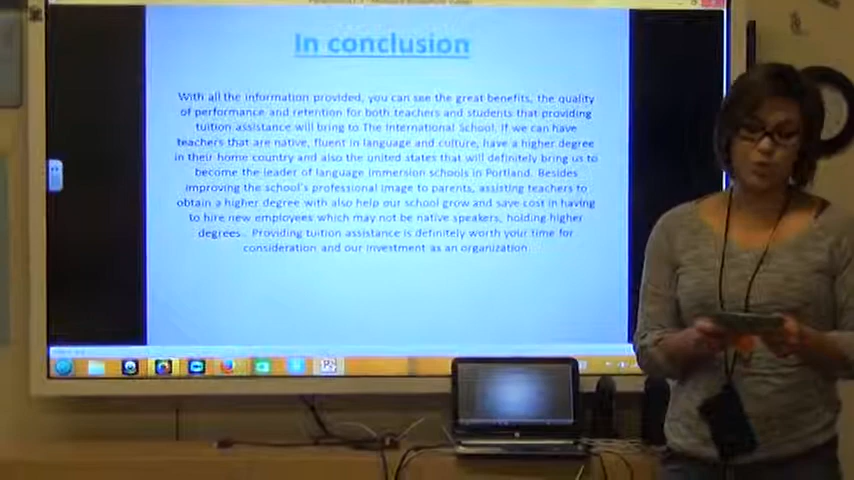 In conclusion
With all the information provided, you can see the great benefits, the quality
of performance and retention for both teachers and students that providing
tuition assistance will bring to The International School. If we can have
teachers that are native, fluent in language and culture, have a higher degree
in their home country and also the united states that will definitely bring us to
become the leader of language immersion schools in Portland. Besides
improving the school's professional image to parents, assisting teachers to
obtain a higher degree with also help our school grow and save cost in having
to hire new employees which may not be native speakers, holding higher
degrees. Providing tuition assistance is definitely worth your time for
consideration and our investment as an organization.